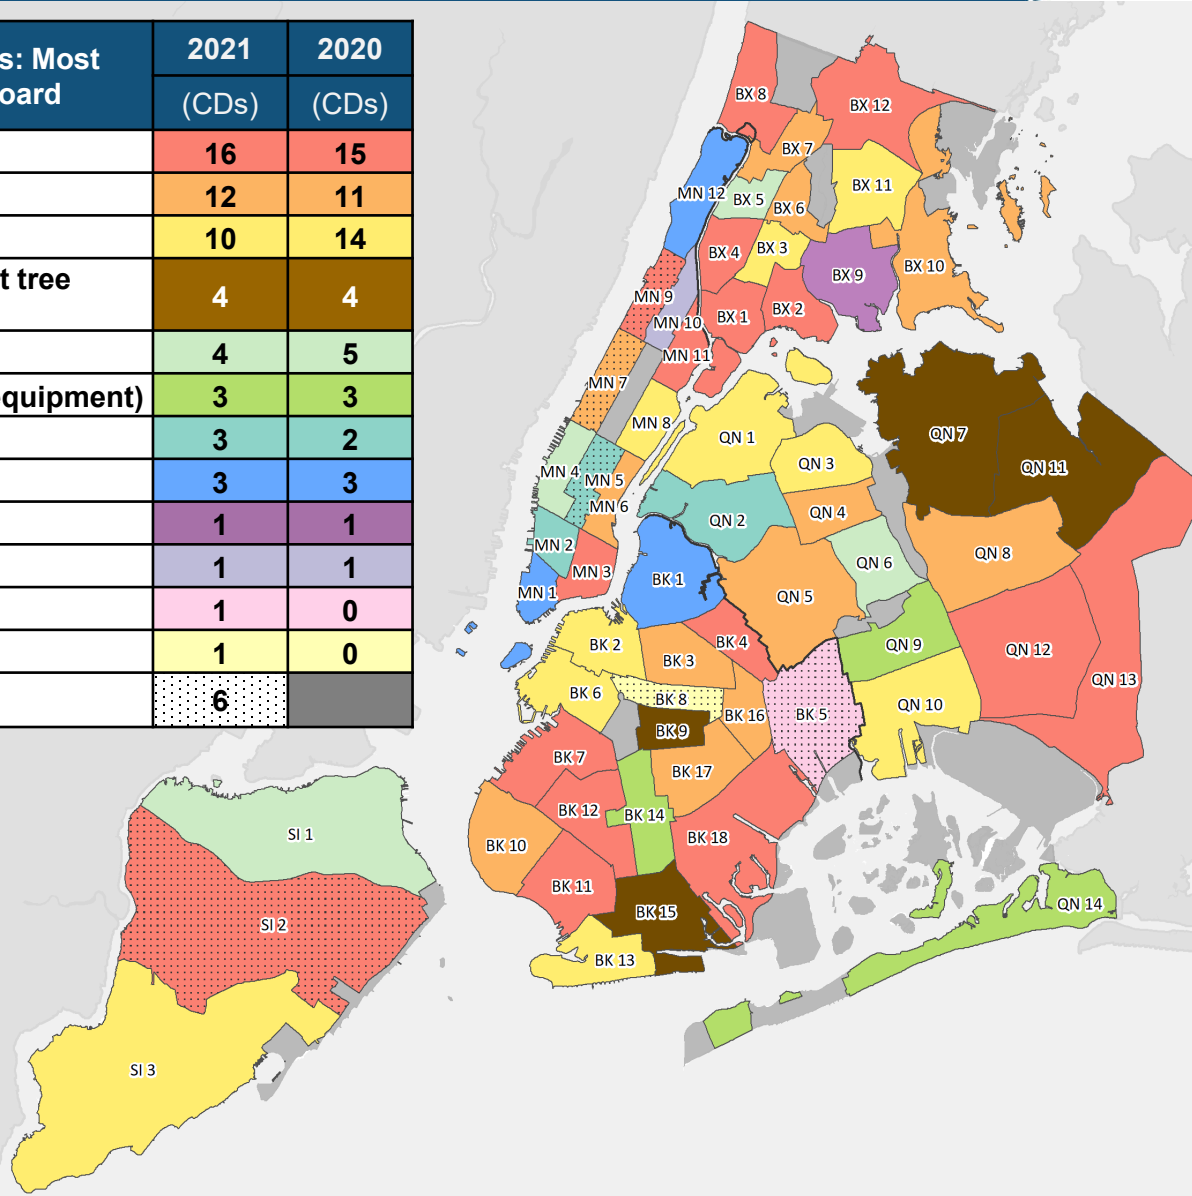 s: Most
oard
2021
2020
(CDs)
(CDs)
16
15
12
11
10
14
t tree
4
4
4
5
equipment)
3
3
3
2
3
3
1
1
1
1
1
0
1
0
6
BX 8
BX 12
BX 7
MN 12
BX 5
BX 6
BX 11
BX 4
BX 3
BX 9
BX 10
MN 9
MN 10
BX 1
BX 2
MN 11
MN 7
MN 8
QN 1
QN 3
QN 7
QN 11
MN 4
MN 5
MN 6
QN 2
QN 4
MN 2
QN 8
MN 3
MN 1
BK 1
QN 5
QN 6
BK 2
BK 4
BK 3
QN 9
QN 12
QN 13
BK 6
BK 8
BK 16
BK 5
QN 10
BK 9
BK 7
BK 17
BK 12
BK 14
BK 10
BK 18
BK 11
BK 15
QN 14
BK 13
SI 1
SI 2
SI 3